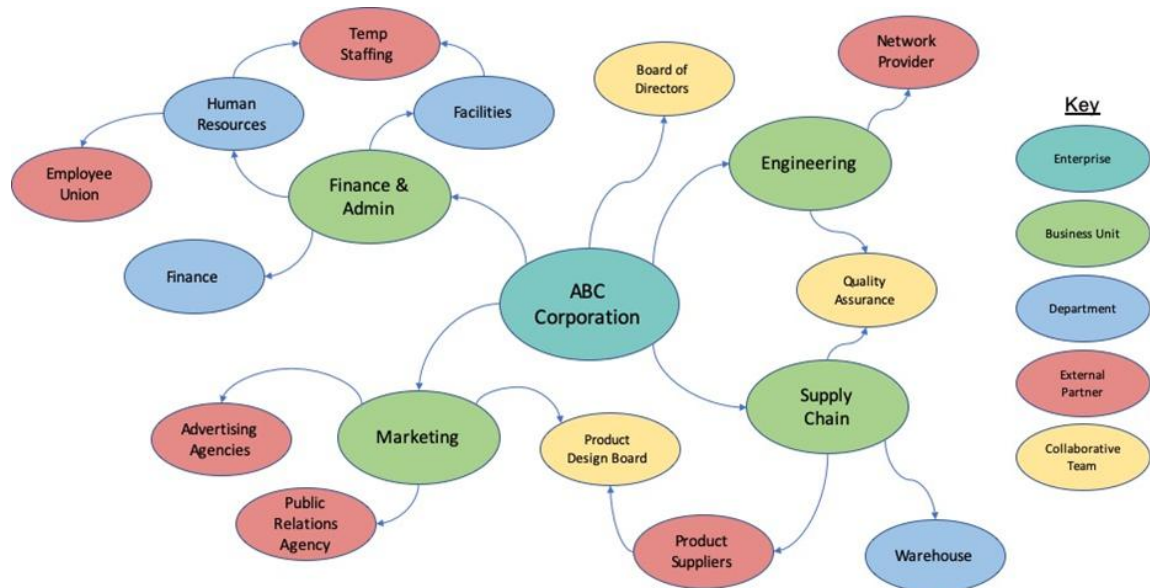 Temp
Staffing
Network
Provider
Board of
Directors
Key
Human
Resources
Facilities
Enterprise
Employee
Union
Finance &
Admin
Engineering
Business Unit
Finance
ABC
Corporation
Quality
Assurance
Department
External
Partner
Supply
Chain
Advertising
Agencies
Marketing
Product
Design Board
Collaborative
Team
Public
Relations
Agency
Product
Suppliers
Warehouse